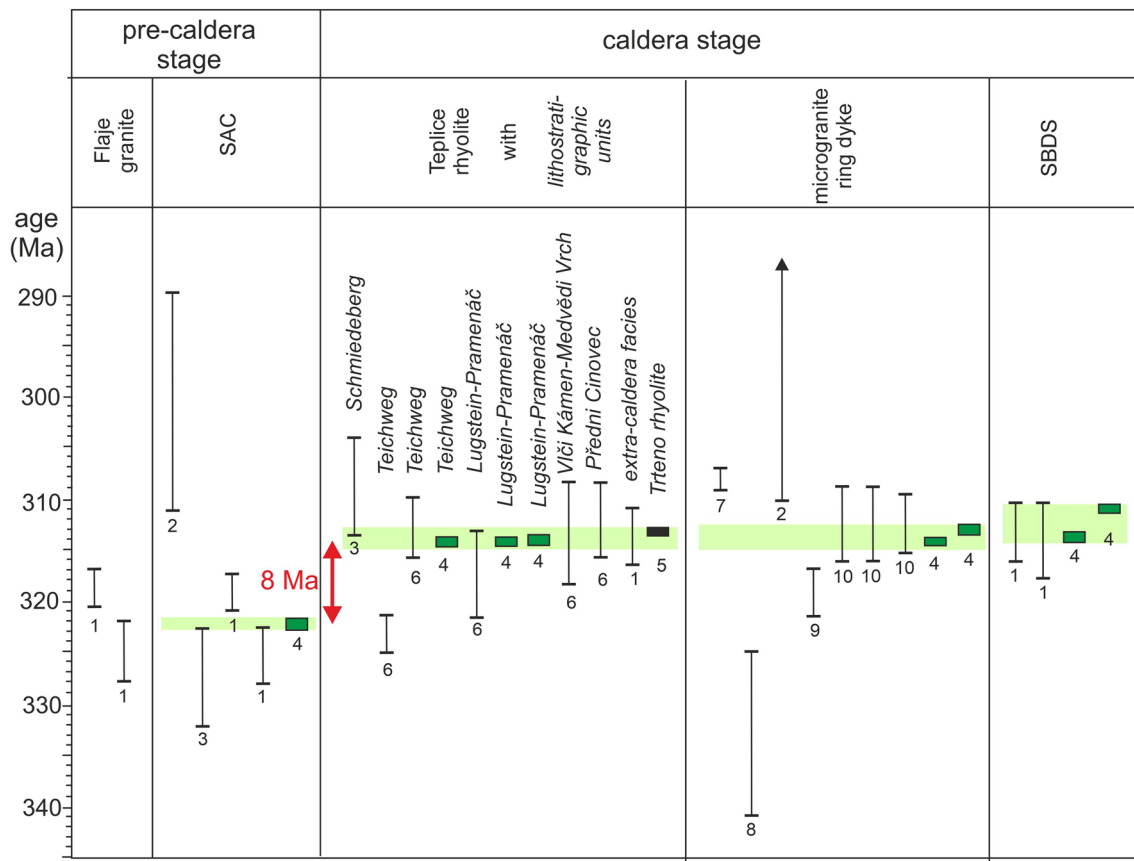 pre-caldera
stage
caldera stage
Flaje
granite
SAC
Teplice
rhyolite
with
lithostrati-
graphic
units
microgranite
ring dyke
SBDS
age
(Ma)
290
300
310
320
330
340
Schmiedeberg
Teichweg
Teichweg
Teichweg
Lugstein-Pramenáč
Lugstein-Pramenáč
Lugstein-Pramenáč
Vlči Kámen-Medvědi Vrch
Předni Cinovec
extra-caldera facies
Trteno rhyolite
8 Ma
1
1
2
3
1
1
4
3
6
6
4
6
4
4
6
6
1
5
7
8
2
9
10
10
10
4
4
1
1
4
4